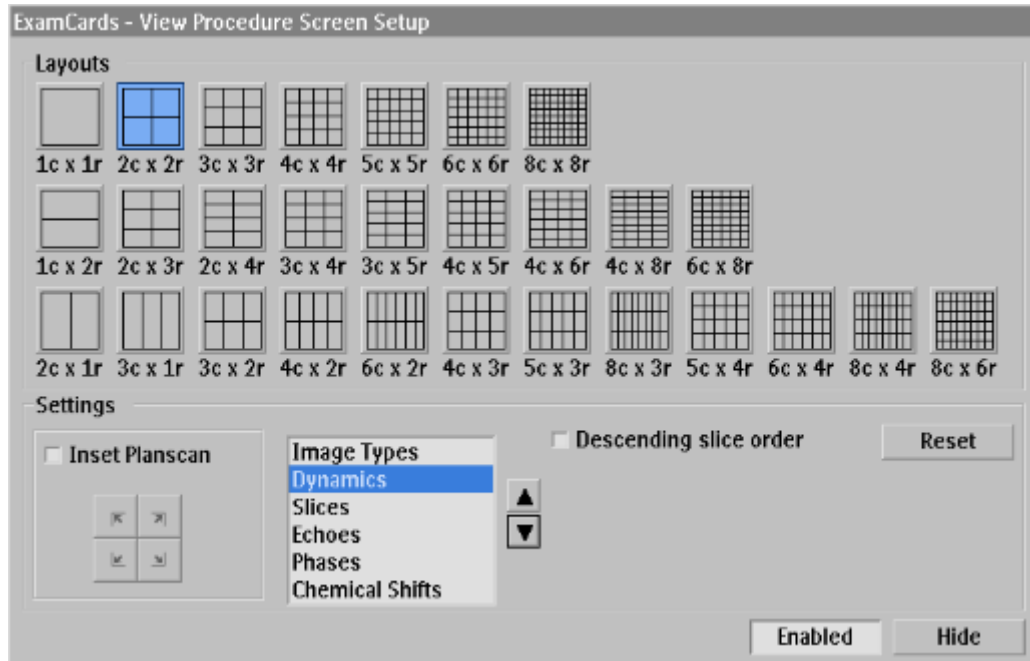 ExamCards - View Procedure Screen Setup
Layouts
1c x 1r 2c x 2r 3c x 3r 4c x 4r 5c x 5r 6c x 6r 8c x 8r
1c x 2r 2c x 3r 2c x 4r 3c x 4r 3c x 5r 4c x 5r 4c x 6r 4c x 8r 6c x 8r
2c x 1r 3c x 1r 3c x 2r 4c x 2r 6c x 2r 4c x 3r 5c x 3r 8c x 3r 5c x 4r 6c x 4r 8c x 4r 8c x 6r
Settings
Inset Planscan
Image Types
Dynamics
Slices
Echoes
Phases
Chemical Shifts
Descending slice order
Reset
Enabled Hide